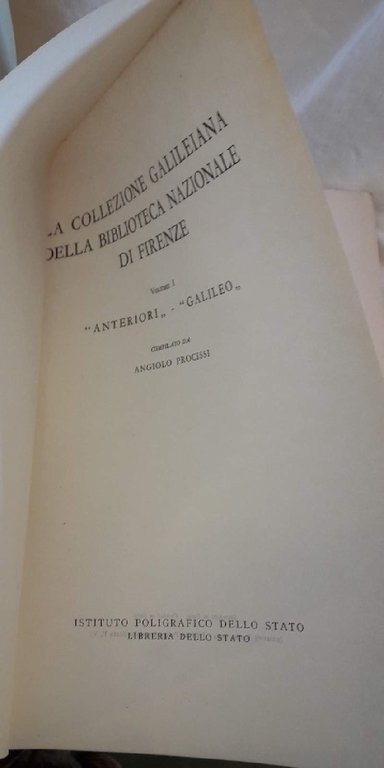 LA COLLEZIONE GALILEIANA
DELLA BIBLIOTECA NAZIONALE
DI FIRENZE
Volume I
“ANTERIORI„ - “GALILEO„
COMPILATO DA
ANGIOLO PROCISSI
ISTITUTO POLIGRAFICO DELLO STATO
LIBRERIA DELLO STATO